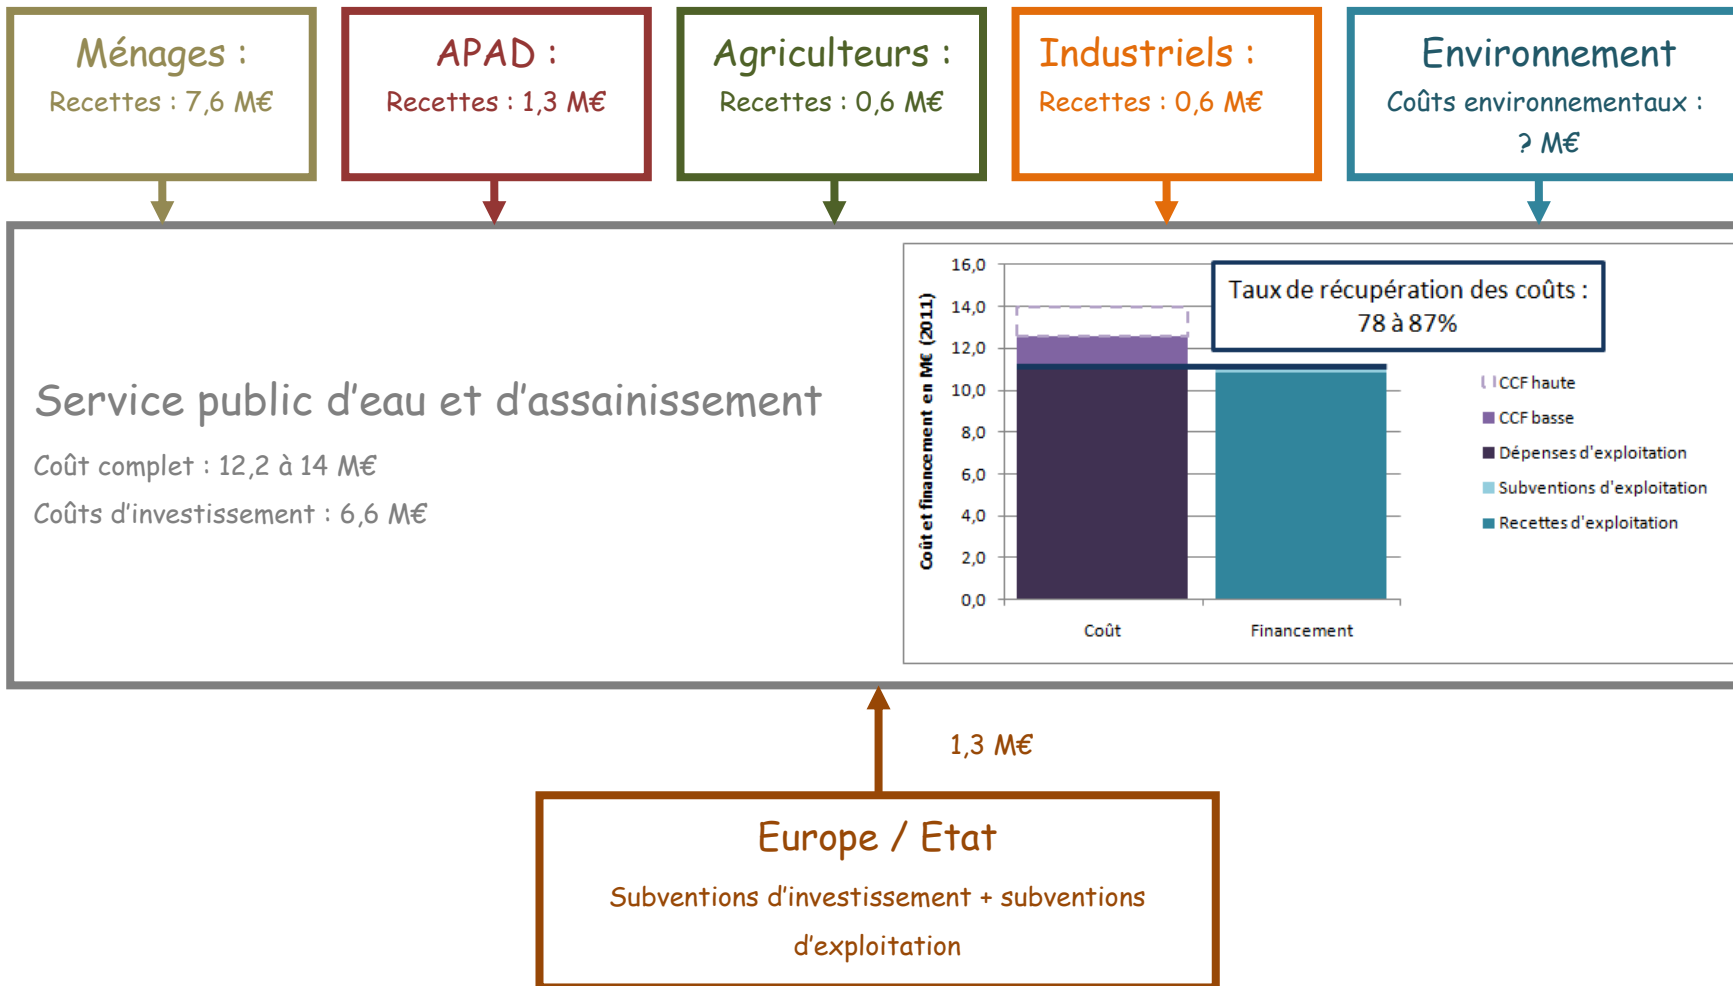 Ménages :
Recettes : 7,6 M€
APAD :
Recettes : 1,3 M€
Agriculteurs :
Recettes : 0,6 M€
Industriels :
Recettes : 0,6 M€
Environnement
Coûts environnementaux :
? M€
Service public d'eau et d'assainissement
Coût complet : 12,2 à 14 M€
Coûts d'investissement : 6,6 M€
Coût et financement en M€ (2011)
16,0
14,0
12,0
10,0
8,0
6,0
4,0
2,0
0,0
Coût
Financement
Taux de récupération des coûts :
78 à 87%
CCF haute
CCF basse
Dépenses d'exploitation
Subventions d'exploitation
Recettes d'exploitation
1,3 M€
Europe / Etat
Subventions d'investissement + subventions
d'exploitation